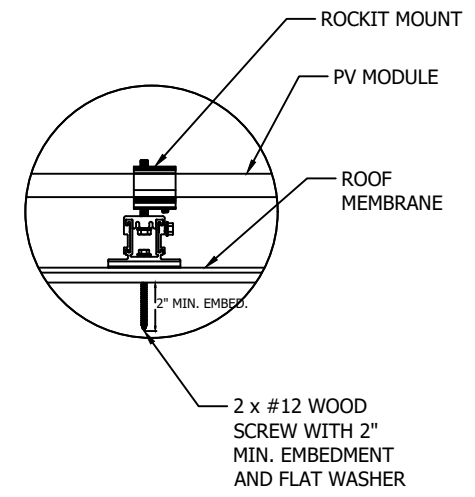 ROCKIT MOUNT
PV MODULE
ROOF
MEMBRANE
2" MIN. EMBED.
2 x #12 WOOD
SCREW WITH 2"
MIN. EMBEDMENT
AND FLAT WASHER